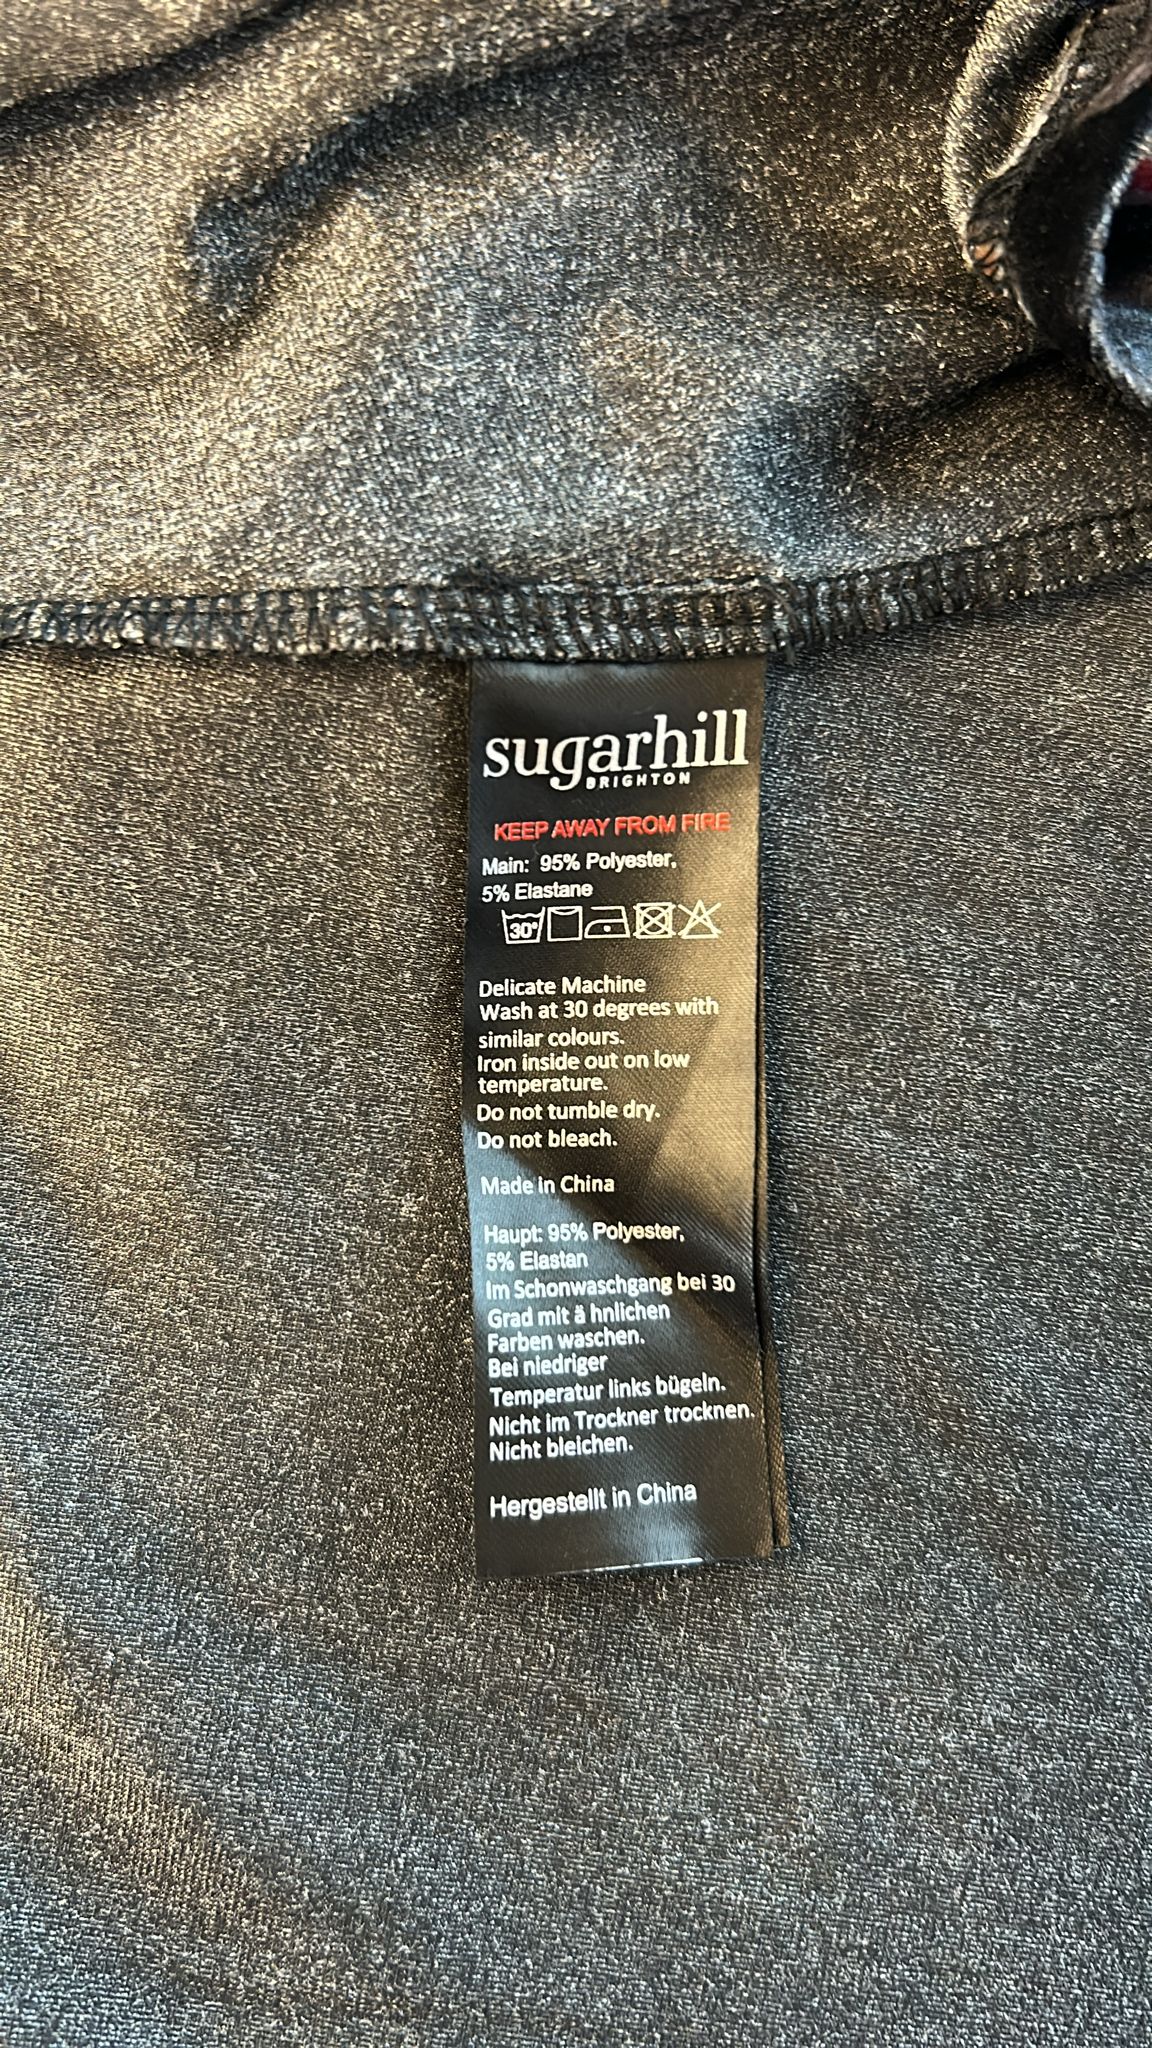 sugarhill
BRIGHTON
KEEP AWAY FROM FIRE
Main: 95% Polyester,
5% Elastane
30°
Delicate Machine
Wash at 30 degrees with
similar colours.
Iron inside out on low
temperature.
Do not tumble dry.
Do not bleach.
Made in China
Haupt: 95% Polyester,
5% Elastan
Im Schonwaschgang bei 30
Grad mit ä hnlichen
Farben waschen.
Bei niedriger
Temperatur links bügeln.
Nicht im Trockner trocknen.
Nicht bleichen.
Hergestellt in China